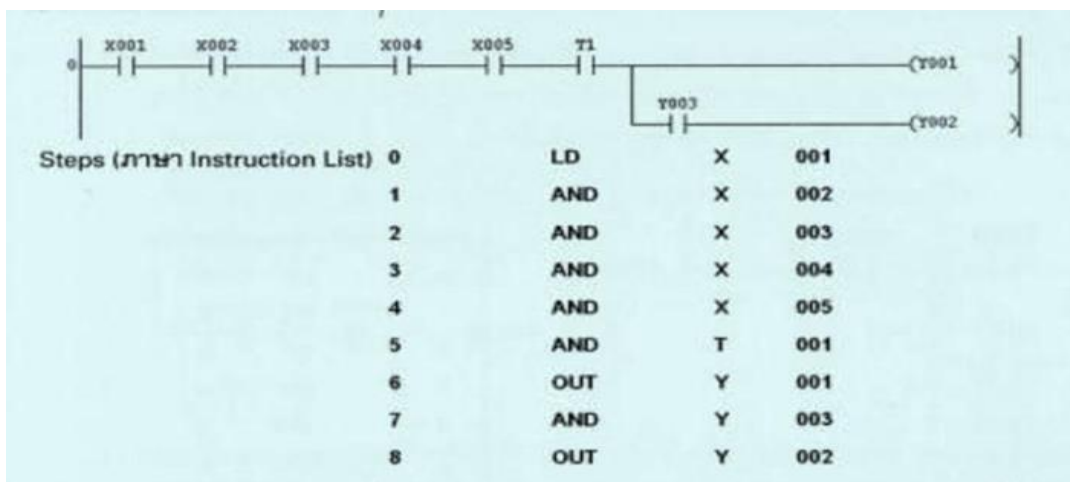 X001 X002 X003 X004 X005 T1
0 (Y001 )
Y003
(Y002 )
Steps (ภาษา Instruction List) 0 LD X 001
1 AND X 002
2 AND X 003
3 AND X 004
4 AND X 005
5 AND T 001
6 OUT Y 001
7 AND Y 003
8 OUT Y 002